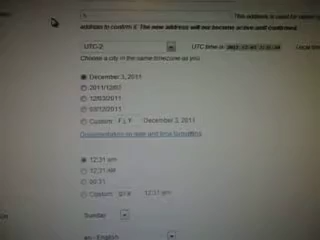 This address is used for
address to confirm it. The new address will not become active until confirmed.
UTC-2
UTC time is
Local time
Choose a city in the same timezone as you.
December 3, 2011
2011/12/03
12/03/2011
03/12/2011
Custom: F j, Y December 3, 2011
Documentation on date and time formatting.
12:31 am
12:31 AM
00:31
Custom: g:i a 12:31 am
Sunday
en - English